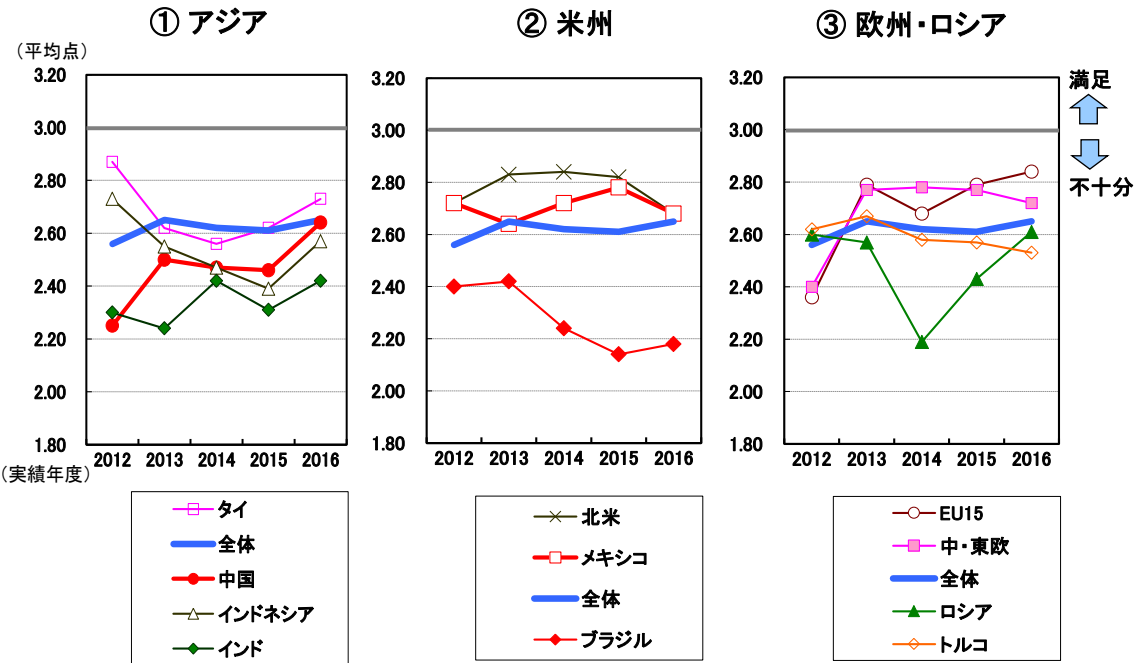 ① アジア
② 米州
③ 欧州・ロシア
（平均点）
3.20
3.00
2.80
2.60
2.40
2.20
2.00
1.80
2012 2013 2014 2015 2016
（実績年度）
3.20
3.00
2.80
2.60
2.40
2.20
2.00
1.80
2012 2013 2014 2015 2016
3.20
3.00
2.80
2.60
2.40
2.20
2.00
1.80
2012 2013 2014 2015 2016
満足
不十分
タイ
全体
中国
インドネシア
インド
北米
メキシコ
全体
ブラジル
EU15
中・東欧
全体
ロシア
トルコ